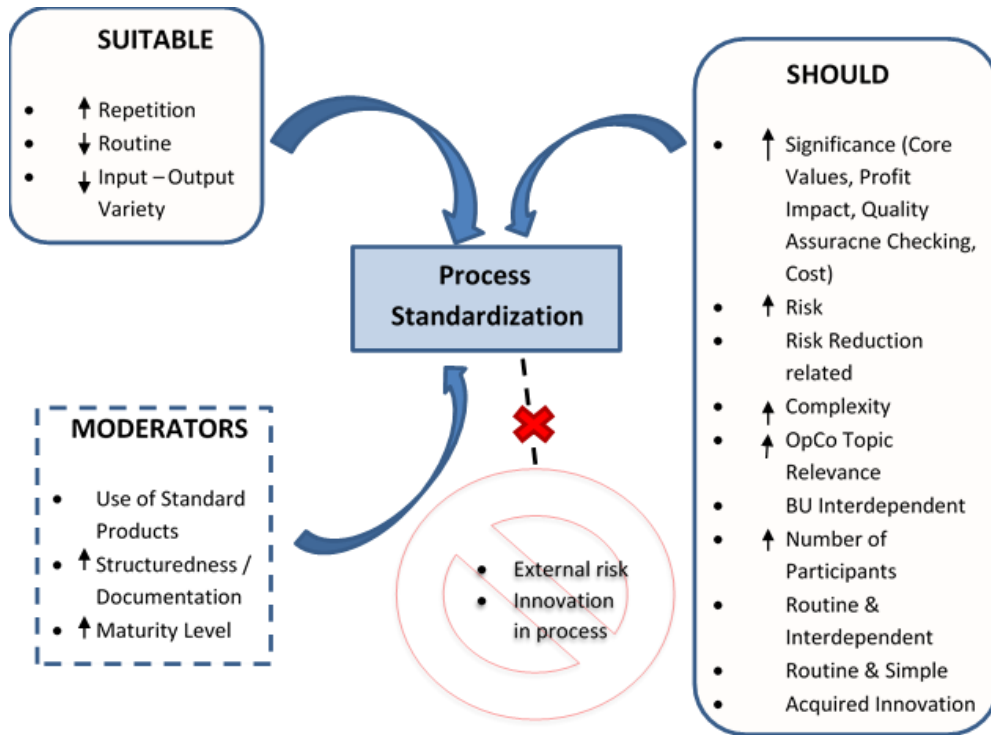 SUITABLE
• ↑ Repetition
• ↓ Routine
• ↓ Input – Output
Variety
SHOULD
• ↑ Significance (Core
Values, Profit
Impact, Quality
Assuracne Checking,
Cost)
• ↑ Risk
• Risk Reduction
related
• ↑ Complexity
• ↑ OpCo Topic
Relevance
• BU Interdependent
• ↑ Number of
Participants
• Routine &
Interdependent
• Routine & Simple
• Acquired Innovation
Process
Standardization
MODERATORS
• Use of Standard
Products
• ↑ Structuredness /
Documentation
• ↑ Maturity Level
• External risk
• Innovation
in process